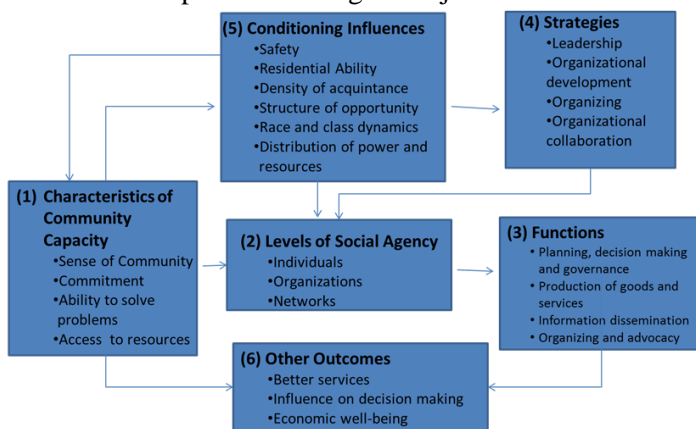 (5) Conditioning Influences
•Safety
•Residential Ability
•Density of acquintance
•Structure of opportunity
•Race and class dynamics
•Distribution of power and
resources
(4) Strategies
•Leadership
•Organizational
development
•Organizing
•Organizational
collaboration
(1) Characteristics of
Community
Capacity
•Sense of Community
•Commitment
•Ability to solve
problems
•Access to resources
(2) Levels of Social Agency
•Individuals
•Organizations
•Networks
(3) Functions
• Planning, decision making
and governance
• Production of goods and
services
• Information dissemination
• Organizing and advocacy
(6) Other Outcomes
•Better services
•Influence on decision making
•Economic well-being